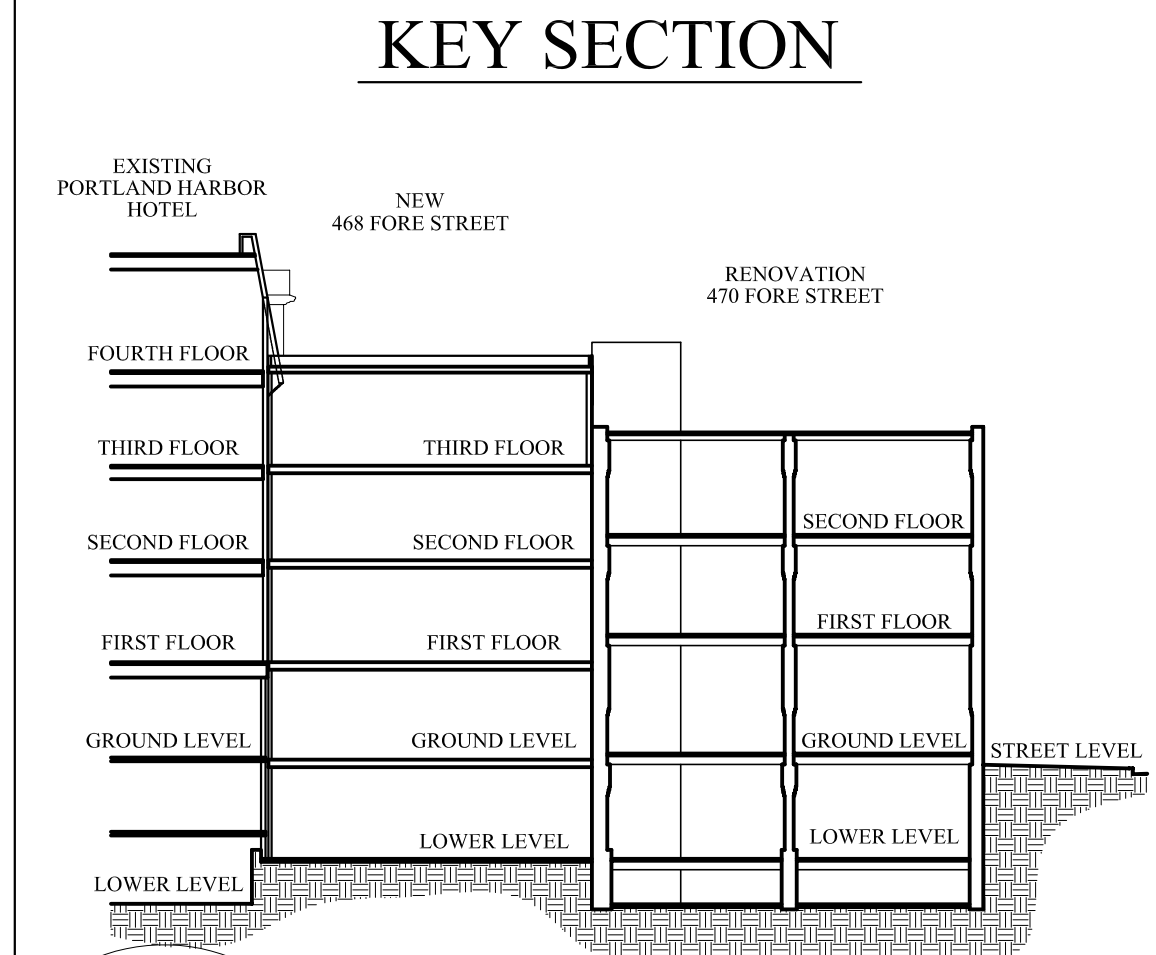 KEY SECTION
EXISTING
PORTLAND HARBOR
HOTEL
NEW
468 FORE STREET
RENOVATION
470 FORE STREET
FOURTH FLOOR
THIRD FLOOR
THIRD FLOOR
SECOND FLOOR
SECOND FLOOR
SECOND FLOOR
FIRST FLOOR
FIRST FLOOR
FIRST FLOOR
GROUND LEVEL
GROUND LEVEL
GROUND LEVEL
STREET LEVEL
LOWER LEVEL
LOWER LEVEL
LOWER LEVEL